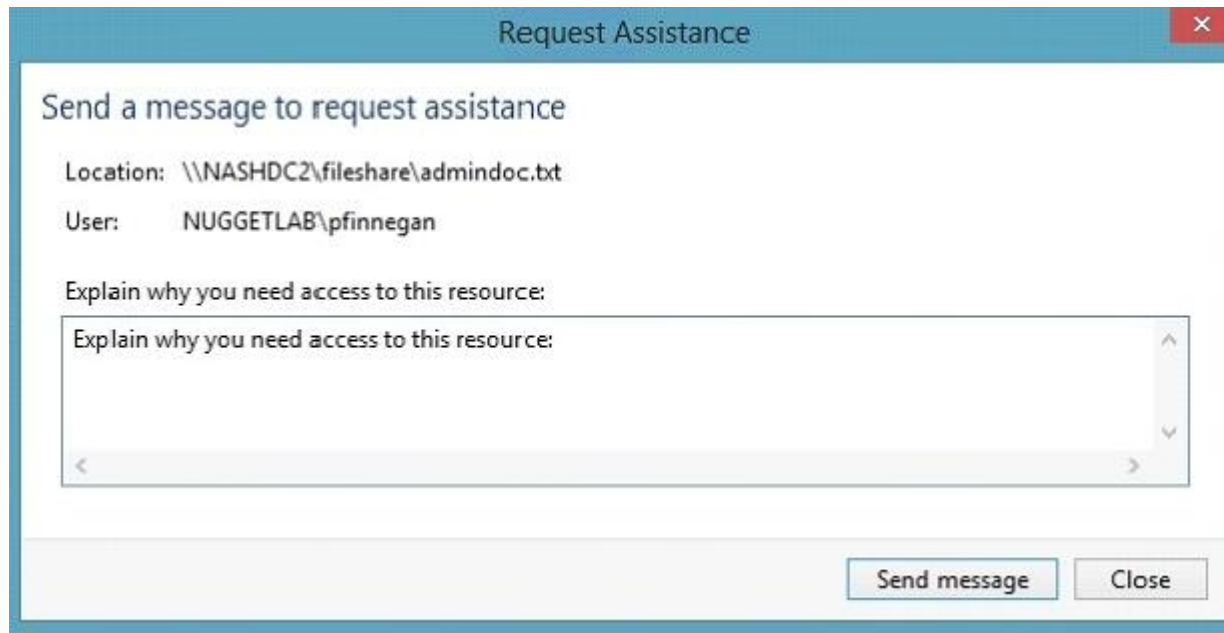 Request Assistance
Send a message to request assistance
Location: \\NASHDC2\fileshare\admindoc.txt
User: NUGGETLAB\pfinnegan
Explain why you need access to this resource:
Explain why you need access to this resource:
Send message Close